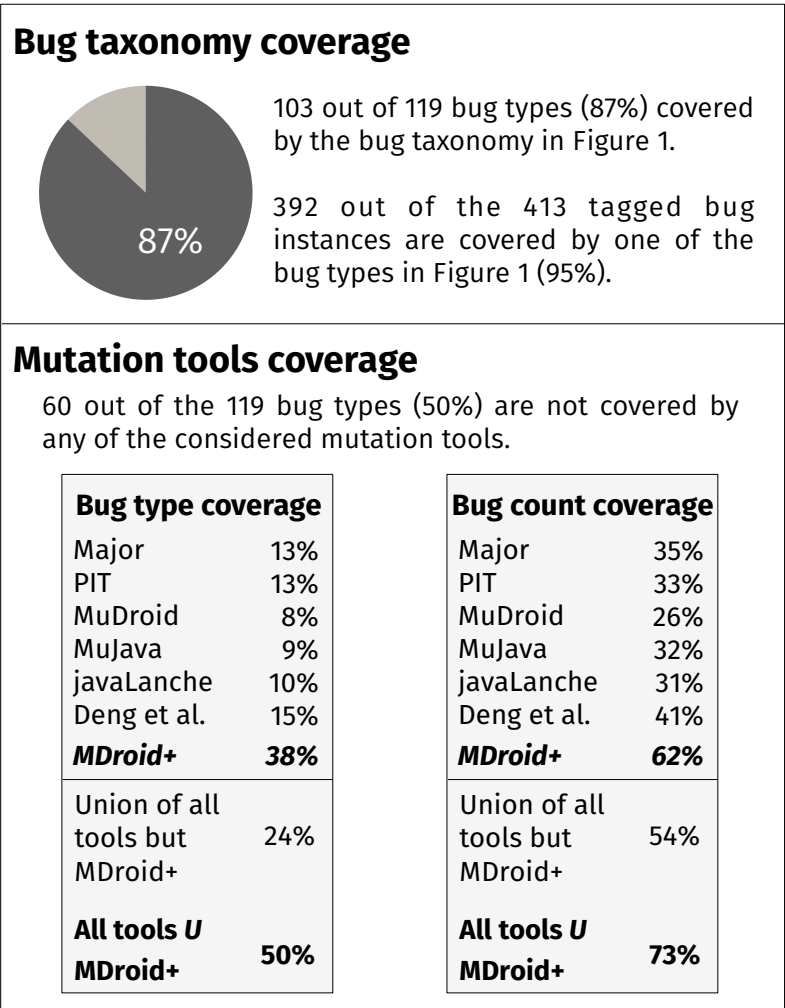 Bug taxonomy coverage
87%
103 out of 119 bug types (87%) covered
by the bug taxonomy in Figure 1.
392 out of the 413 tagged bug
instances are covered by one of the
bug types in Figure 1 (95%).
Mutation tools coverage
60 out of the 119 bug types (50%) are not covered by
any of the considered mutation tools.
Bug type coverage
Major 13%
PIT 13%
MuDroid 8%
MuJava 9%
javaLanche 10%
Deng et al. 15%
MDroid+ 38%
Union of all
tools but 24%
MDroid+
All tools U
MDroid+ 50%
Bug count coverage
Major 35%
PIT 33%
MuDroid 26%
MuJava 32%
javaLanche 31%
Deng et al. 41%
MDroid+ 62%
Union of all
tools but 54%
MDroid+
All tools U
MDroid+ 73%